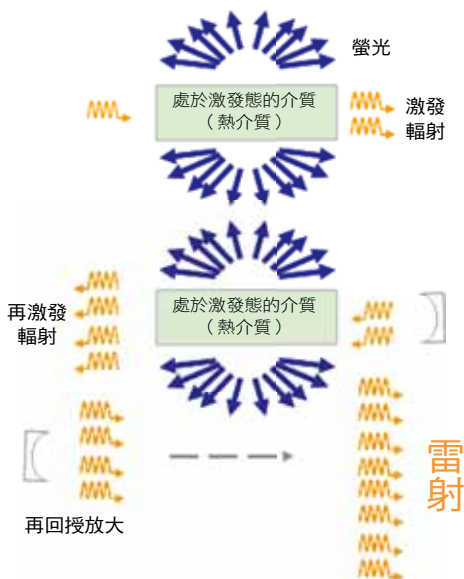 螢光
處於激發態的介質
（熱介質）
激發
輻射
再激發
輻射
處於激發態的介質
（熱介質）
雷
射
再回授放大